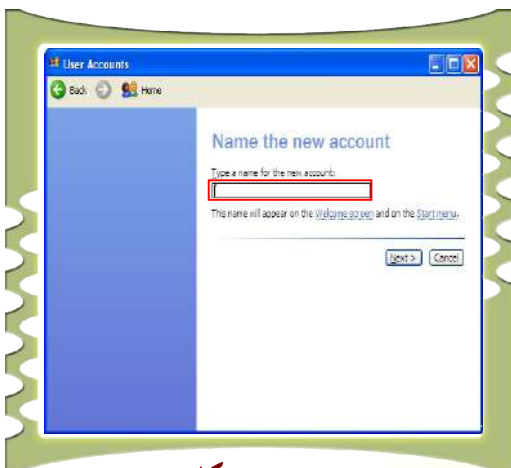 User Accounts
Back Home
Name the new account
Type a name for the new account:
This name will appear on the Welcome screen and on the Start menu.
Next > Cancel